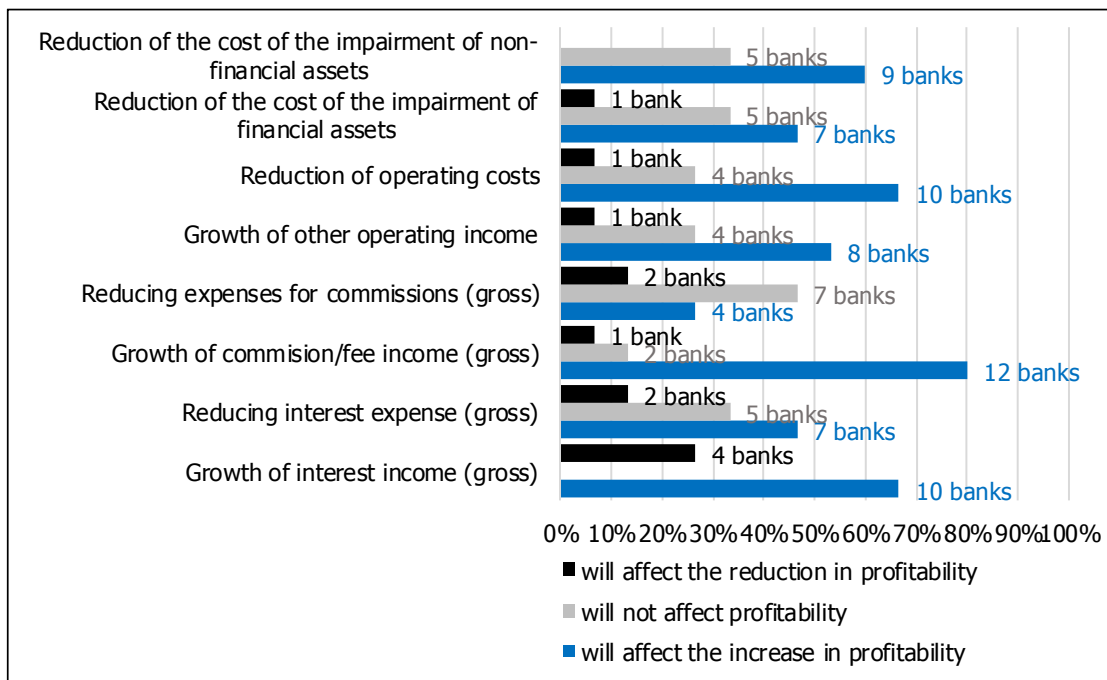 Reduction of the cost of the impairment of non-
financial assets
5 banks
9 banks
Reduction of the cost of the impairment of
financial assets
1 bank
5 banks
7 banks
Reduction of operating costs
1 bank
4 banks
10 banks
Growth of other operating income
1 bank
4 banks
8 banks
Reducing expenses for commissions (gross)
2 banks
7 banks
4 banks
Growth of commision/fee income (gross)
1 bank
2 banks
12 banks
Reducing interest expense (gross)
2 banks
5 banks
7 banks
Growth of interest income (gross)
4 banks
10 banks
0% 10% 20% 30% 40% 50% 60% 70% 80% 90% 100%
will affect the reduction in profitability
will not affect profitability
will affect the increase in profitability